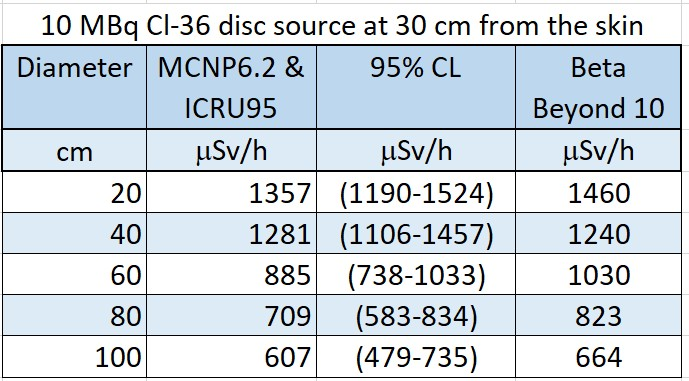 10 MBq Cl-36 disc source at 30 cm from the skin
Diameter MCNP6.2 & 95% CL Beta
ICRU95 Beyond 10
cm μSv/h μSv/h μSv/h
20 1357 (1190-1524) 1460
40 1281 (1106-1457) 1240
60 885 (738-1033) 1030
80 709 (583-834) 823
100 607 (479-735) 664